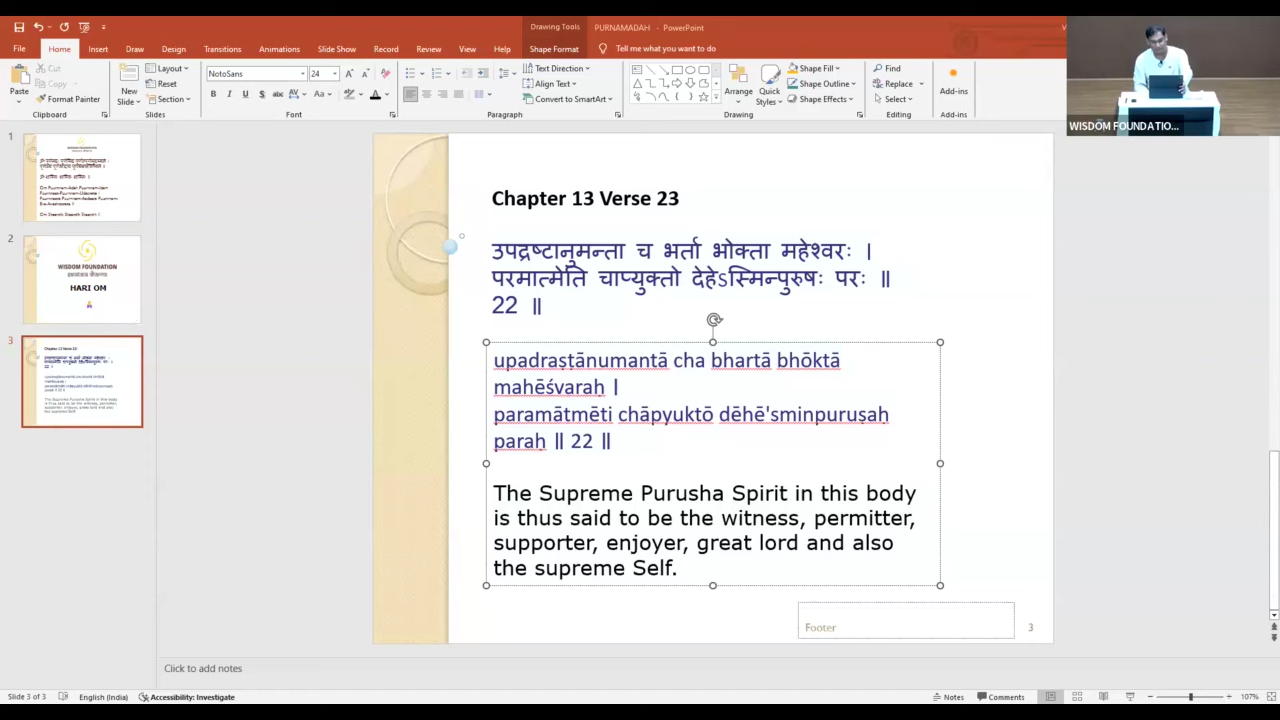 Drawing Tools
PURNAMADAH - PowerPoint
File Home Insert Draw Design Transitions Animations Slide Show Record Review View Help Shape Format Tell me what you want to do
Paste
Cut
Copy
Format Painter
Clipboard
New Slide
Layout
Reset
Section
Slides
NotoSans 24
Font
Text Direction
Align Text
Convert to SmartArt
Paragraph
Arrange
Quick Styles
Shape Fill
Shape Outline
Shape Effects
Drawing
Find
Replace
Select
Editing
Add-ins
Add-ins
WISDOM FOUNDATIO...
1
2
WISDOM FOUNDATION
HARI OM
3
Chapter 13 Verse 23
उपद्रष्टानुमन्ता च भर्ता भोक्ता महेश्वरः ।
परमात्मेति चाप्युक्तो देहेऽस्मिन्पुरुषः परः ॥
22 ॥
upadraṣṭānumantā cha bhartā bhōktā
mahēśvaraḥ ।
paramātmēti chāpyuktō dēhē'sminpuruṣaḥ
paraḥ ॥ 22 ॥
The Supreme Purusha Spirit in this body
is thus said to be the witness, permitter,
supporter, enjoyer, great lord and also
the supreme Self.
Footer
3
Click to add notes
Slide 3 of 3 English (India) Accessibility: Investigate Notes Comments 107%